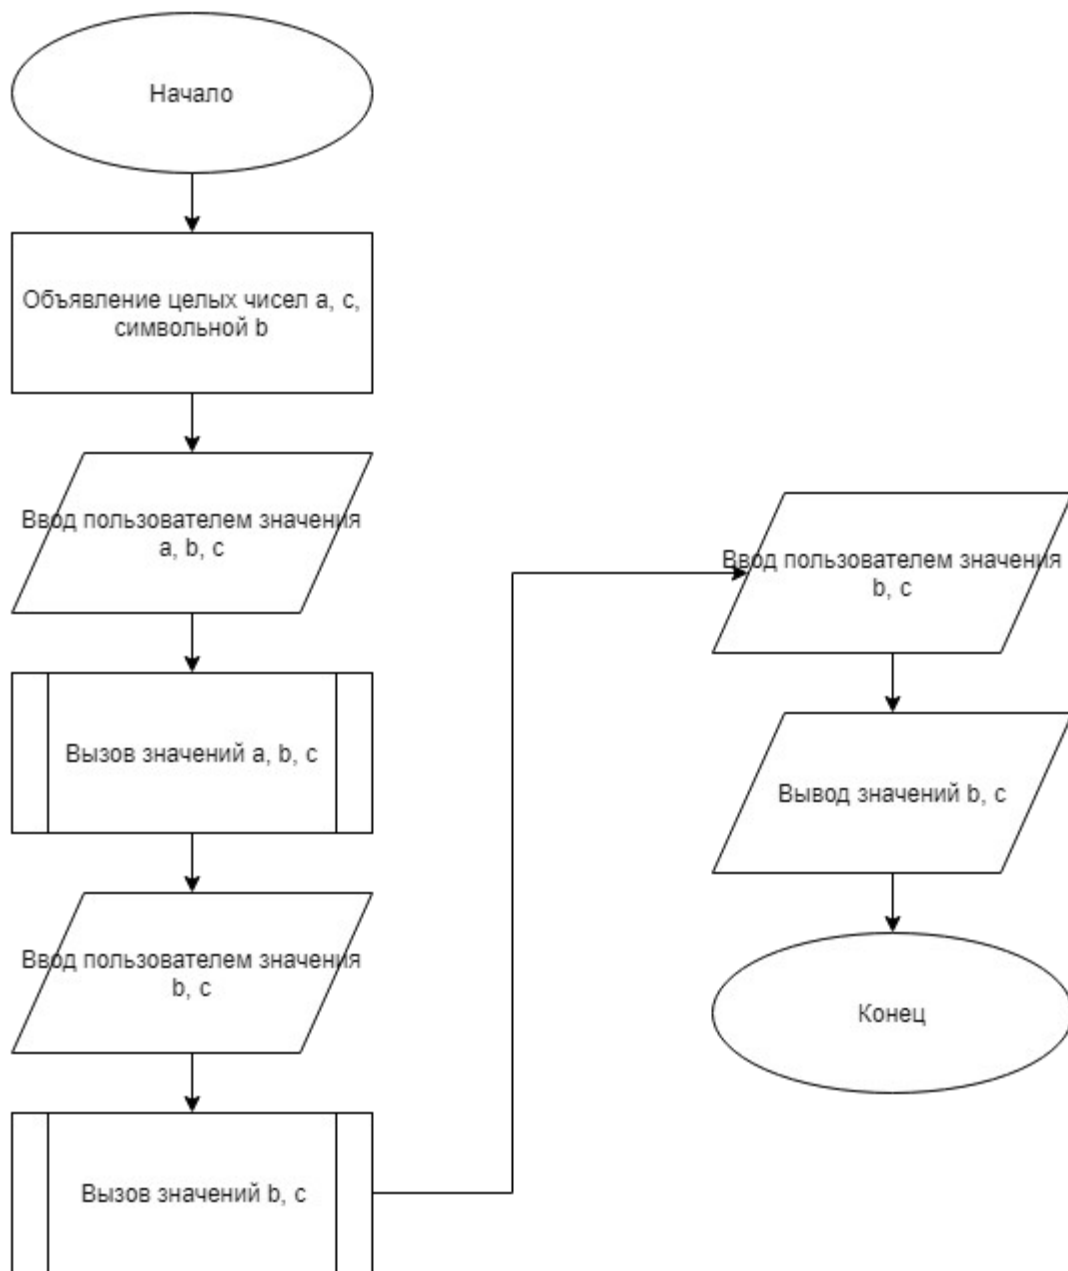 Начало
Объявление целых чисел a, c,
символьной b
Ввод пользователем значения
a, b, c
Вызов значений a, b, c
Ввод пользователем значения
b, c
Вызов значений b, c
Ввод пользователем значения
b, c
Вывод значений b, c
Конец